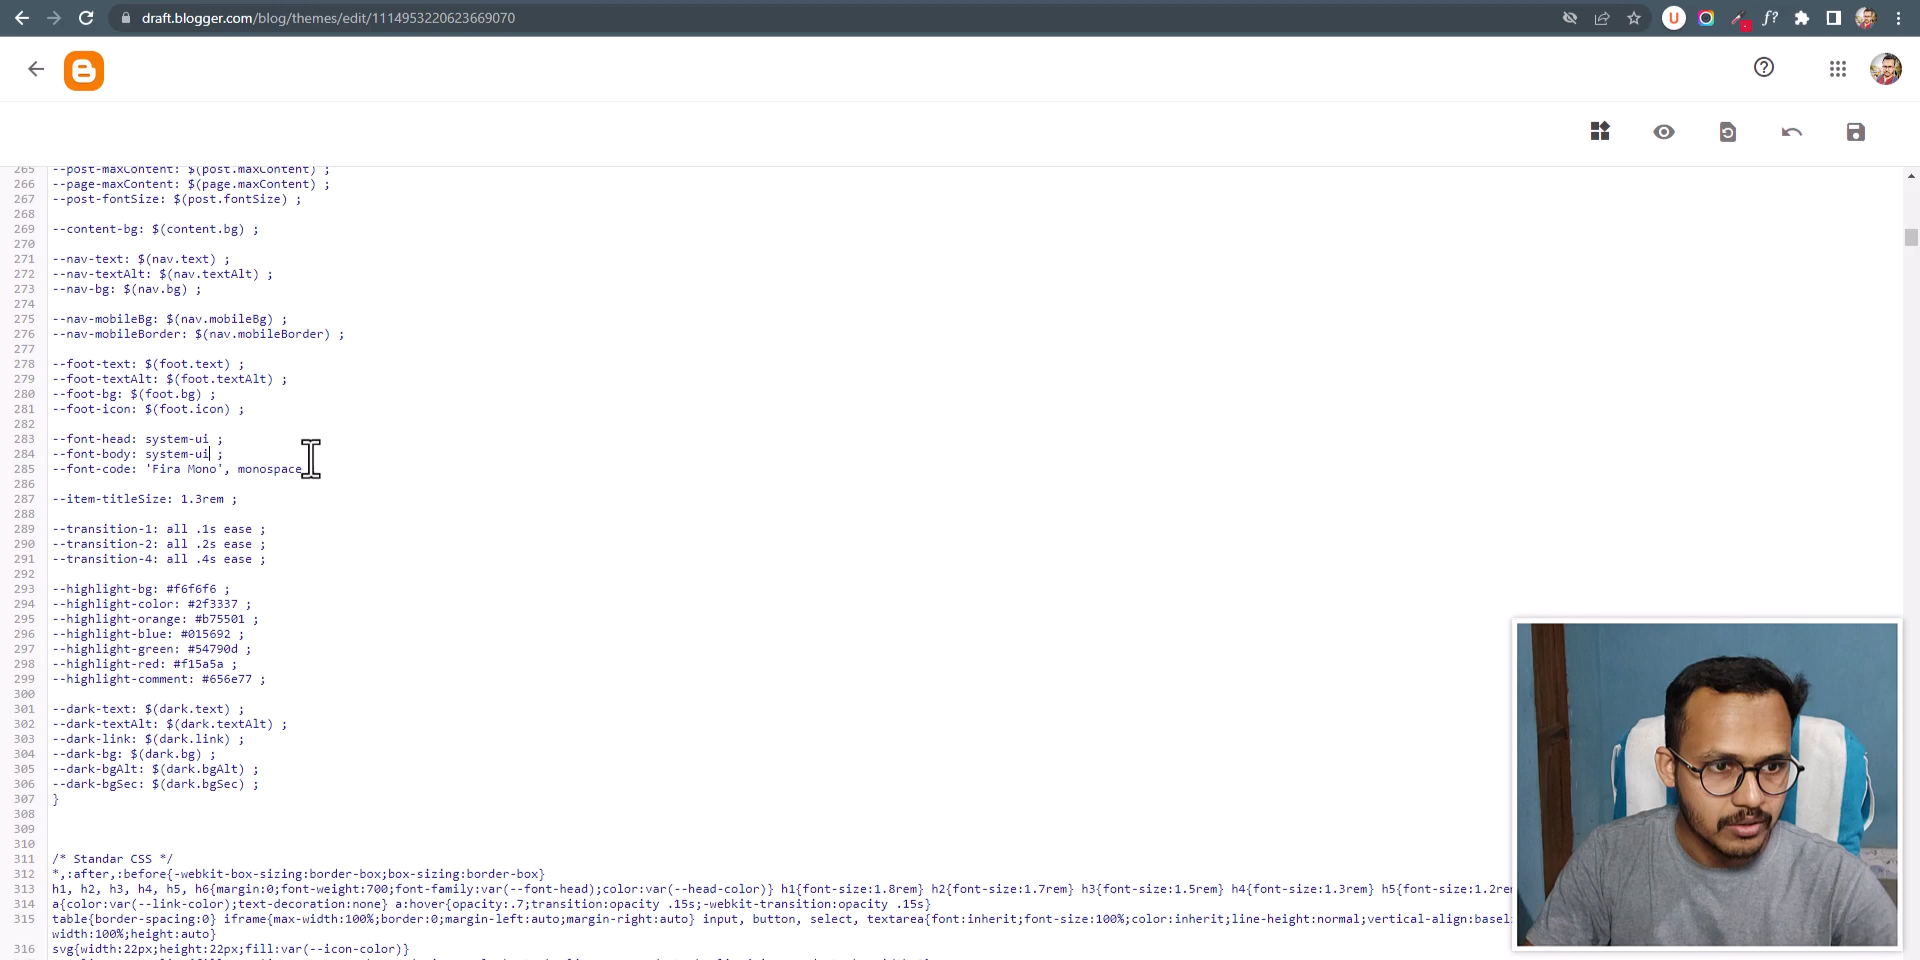 draft.blogger.com/blog/themes/edit/1114953220623669070
265 --post-maxContent: $(post.maxContent) ;
266 --page-maxContent: $(page.maxContent) ;
267 --post-fontSize: $(post.fontSize) ;
268
269 --content-bg: $(content.bg) ;
270
271 --nav-text: $(nav.text) ;
272 --nav-textAlt: $(nav.textAlt) ;
273 --nav-bg: $(nav.bg) ;
274
275 --nav-mobileBg: $(nav.mobileBg) ;
276 --nav-mobileBorder: $(nav.mobileBorder) ;
277
278 --foot-text: $(foot.text) ;
279 --foot-textAlt: $(foot.textAlt) ;
280 --foot-bg: $(foot.bg) ;
281 --foot-icon: $(foot.icon) ;
282
283 --font-head: system-ui ;
284 --font-body: system-ui ;
285 --font-code: 'Fira Mono', monospace
286
287 --item-titleSize: 1.3rem ;
288
289 --transition-1: all .1s ease ;
290 --transition-2: all .2s ease ;
291 --transition-4: all .4s ease ;
292
293 --highlight-bg: #f6f6f6 ;
294 --highlight-color: #2f3337 ;
295 --highlight-orange: #b75501 ;
296 --highlight-blue: #015692 ;
297 --highlight-green: #54790d ;
298 --highlight-red: #f15a5a ;
299 --highlight-comment: #656e77 ;
300
301 --dark-text: $(dark.text) ;
302 --dark-textAlt: $(dark.textAlt) ;
303 --dark-link: $(dark.link) ;
304 --dark-bg: $(dark.bg) ;
305 --dark-bgAlt: $(dark.bgAlt) ;
306 --dark-bgSec: $(dark.bgSec) ;
307 }
308
309
310
311 /* Standar CSS */
312 *,:after,:before{-webkit-box-sizing:border-box;box-sizing:border-box}
313 h1, h2, h3, h4, h5, h6{margin:0;font-weight:700;font-family:var(--font-head);color:var(--head-color)} h1{font-size:1.8rem} h2{font-size:1.7rem} h3{font-size:1.5rem} h4{font-size:1.3rem} h5{font-size:1.2rem
314 a{color:var(--link-color);text-decoration:none} a:hover{opacity:.7;transition:opacity .15s;-webkit-transition:opacity .15s}
315 table{border-spacing:0} iframe{max-width:100%;border:0;margin-left:auto;margin-right:auto} input, button, select, textarea{font:inherit;font-size:100%;color:inherit;line-height:normal;vertical-align:basel
width:100%;height:auto}
316 svg{width:22px;height:22px;fill:var(--icon-color)}